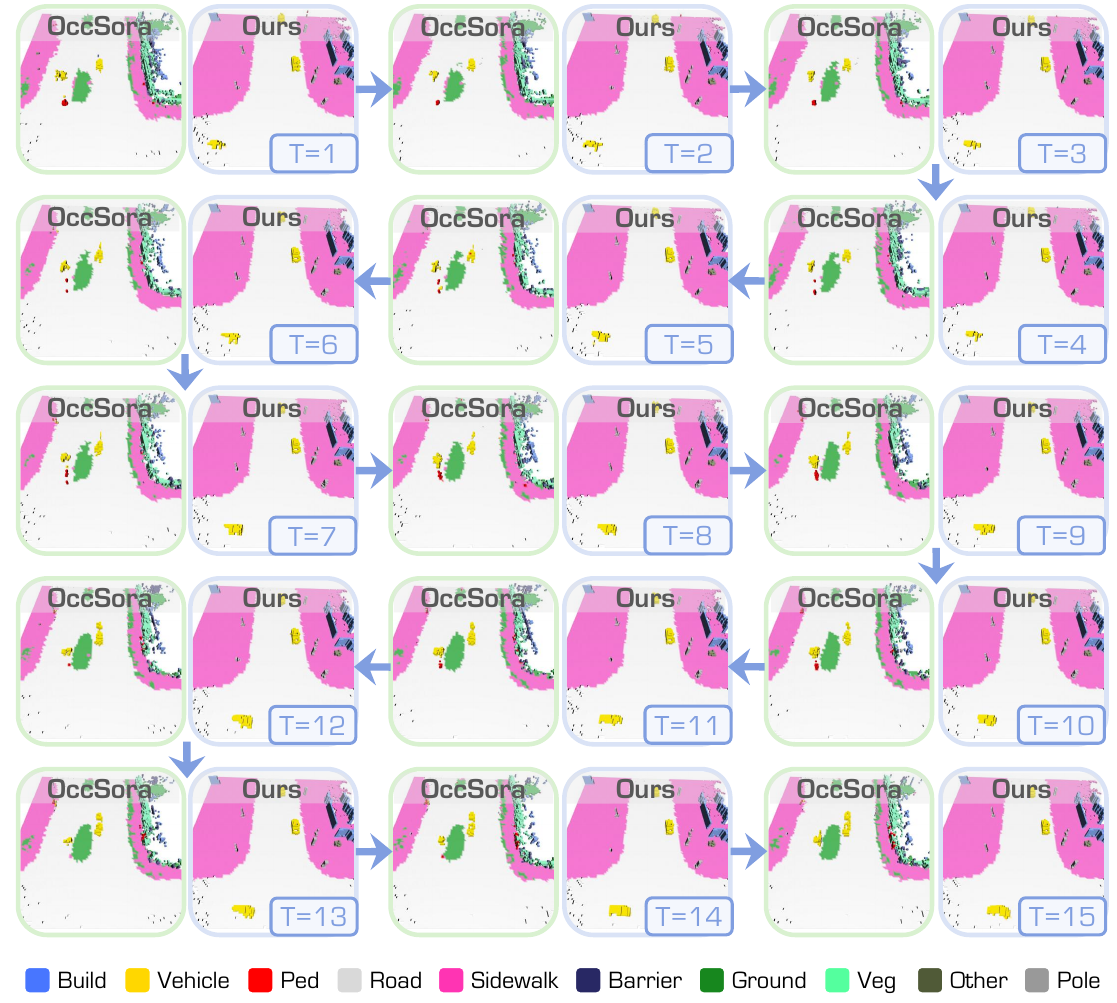 OccSora Ours OccSora Ours OccSora Ours
T=1 T=2 T=3
OccSora Ours OccSora Ours OccSora Ours
T=6 T=5 T=4
OccSora Ours OccSora Ours OccSora Ours
T=7 T=8 T=9
OccSora Ours OccSora Ours OccSora Ours
T=12 T=11 T=10
OccSora Ours OccSora Ours OccSora Ours
T=13 T=14 T=15
Build Vehicle Ped Road Sidewalk Barrier Ground Veg Other Pole